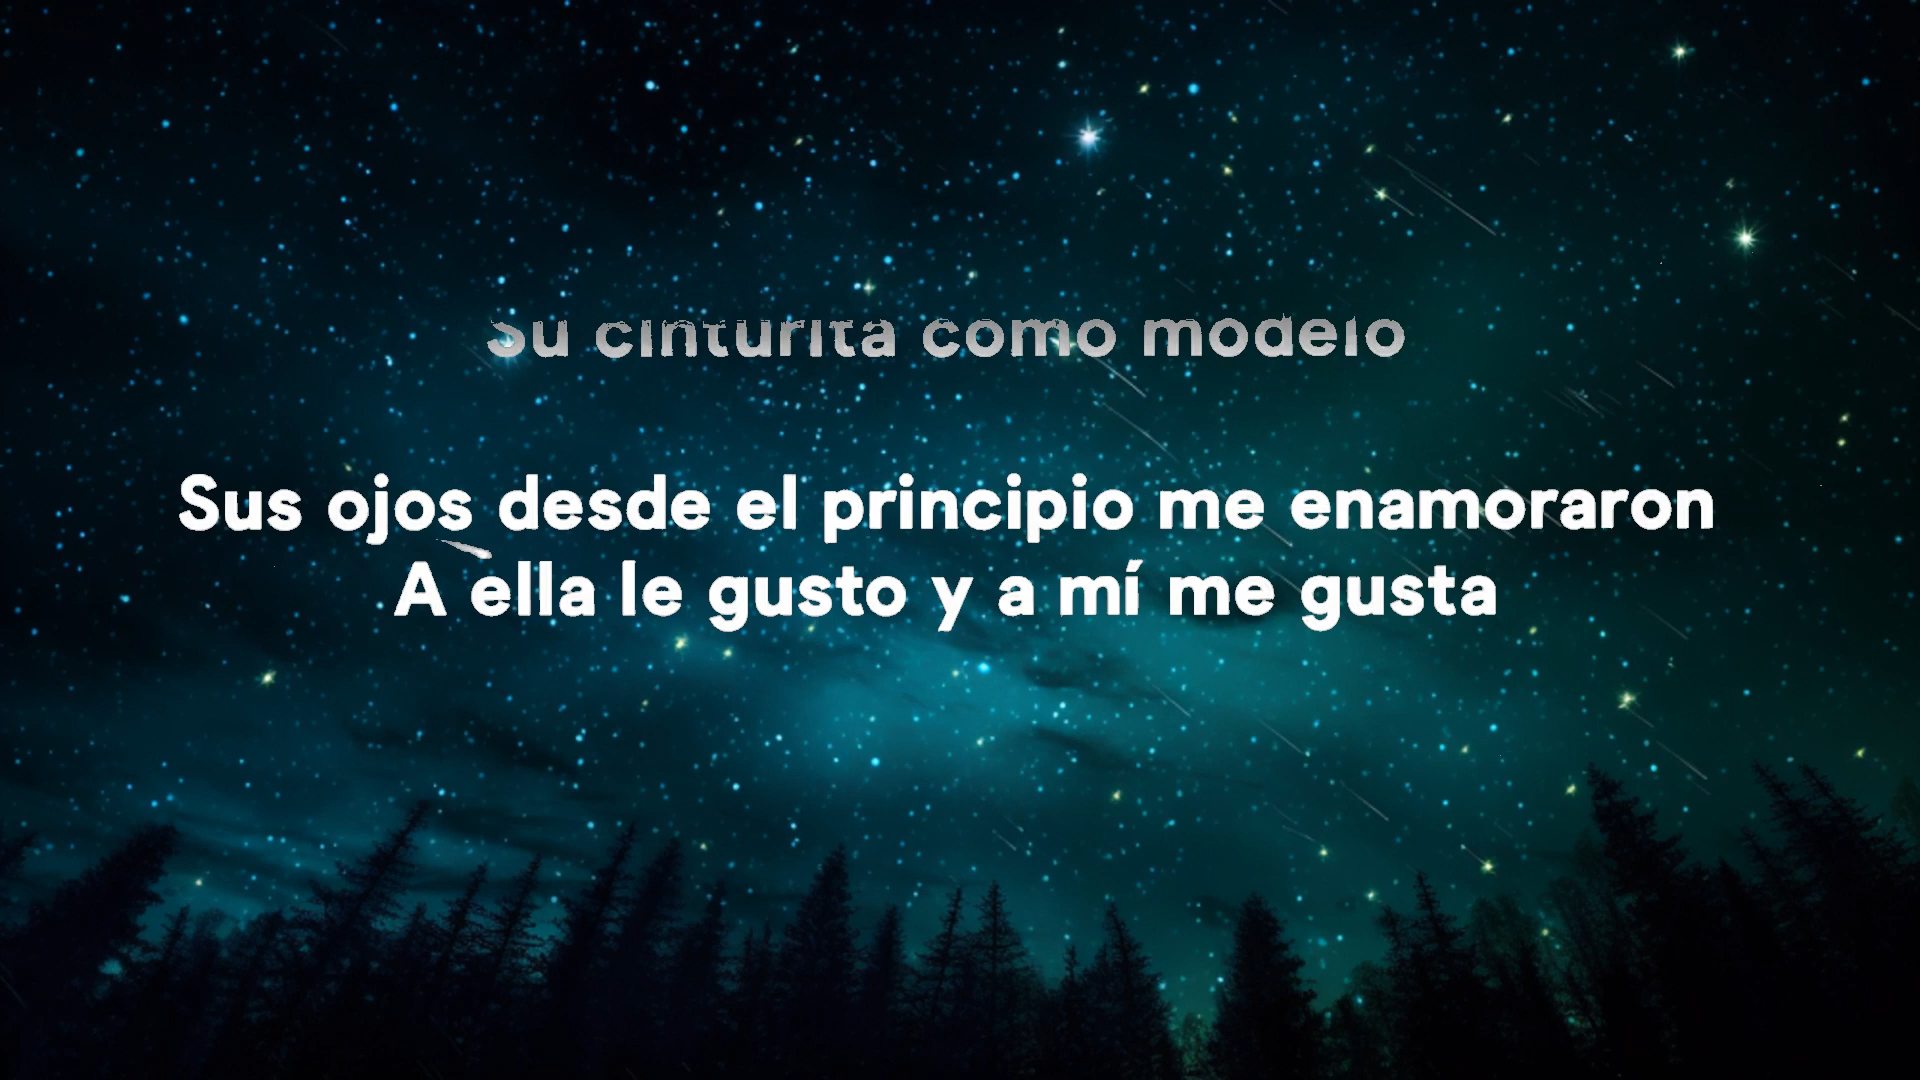 Su cinturita como modelo
Sus ojos desde el principio me enamoraron
A ella le gusto y a mí me gusta